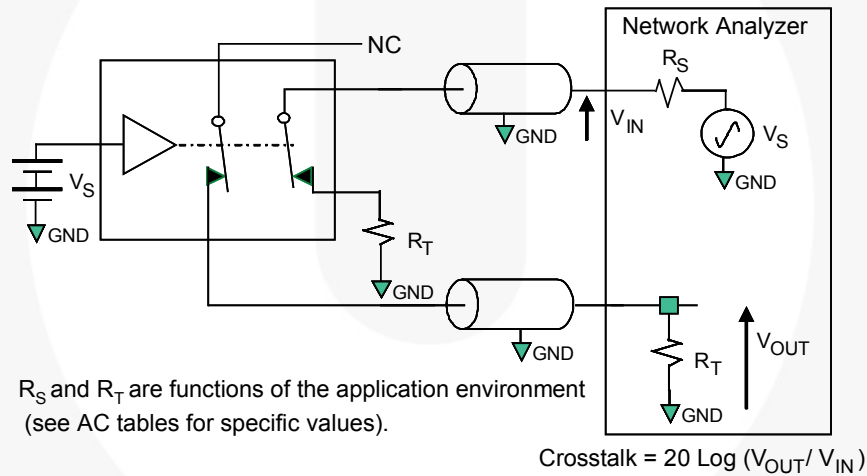 Network Analyzer
NC
R_S
V_IN
V_S
GND
GND
V_S
GND
R_T
GND
GND
R_T
V_OUT
GND
R_S and R_T are functions of the application environment
(see AC tables for specific values).
Crosstalk = 20 Log (V_OUT/ V_IN)